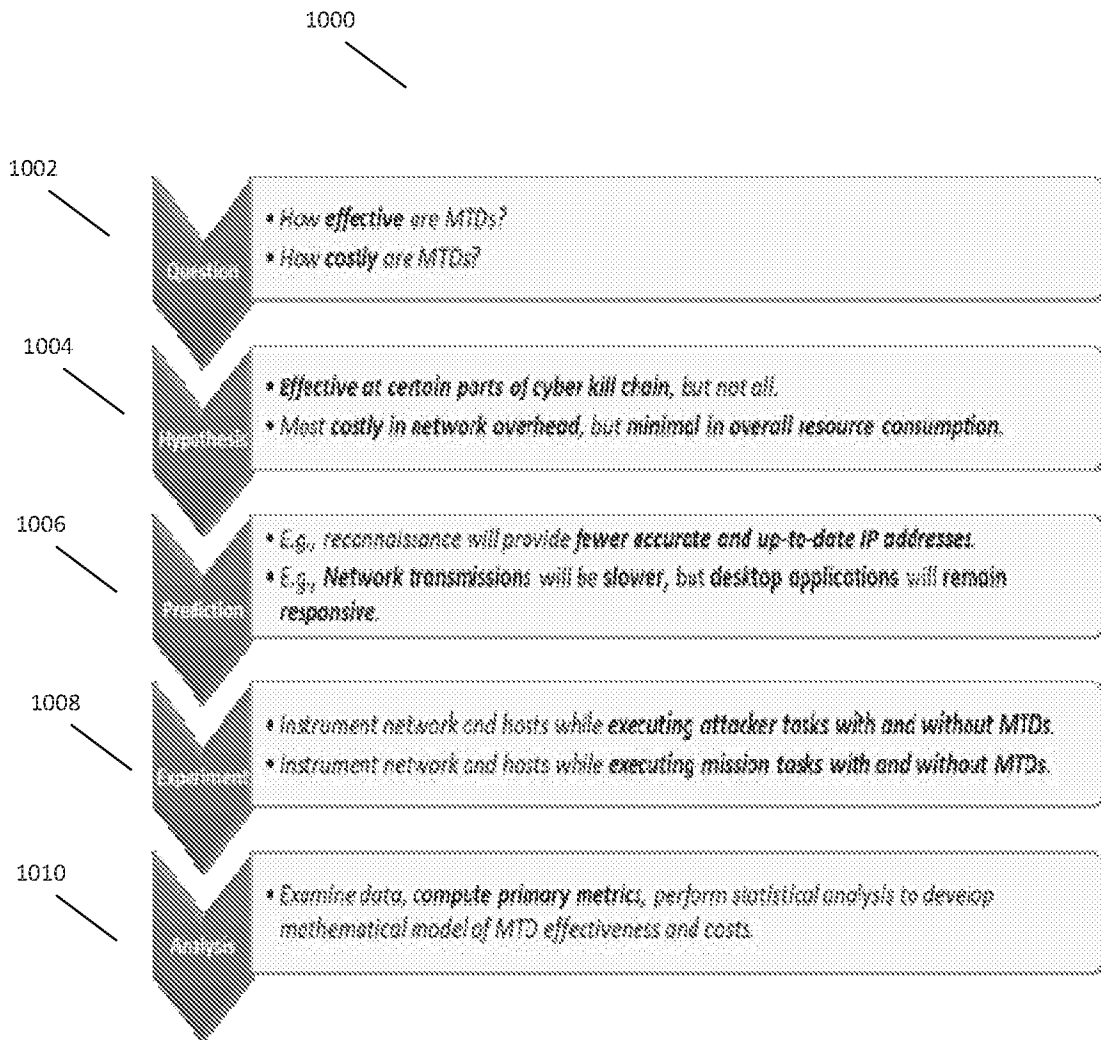 1000
1002
Question
• How effective are MTDs?
• How costly are MTDs?
1004
Hypothesis
• Effective at certain parts of cyber kill chain, but not all.
• Most costly in network overhead, but minimal in overall resource consumption.
1006
Prediction
• E.g., reconnaissance will provide fewer accurate and up-to-date IP addresses.
• E.g., Network transmissions will be slower, but desktop applications will remain
responsive.
1008
Experiment
• Instrument network and hosts while executing attacker tasks with and without MTDs.
• Instrument network and hosts while executing mission tasks with and without MTDs.
1010
Analysis
• Examine data, compute primary metrics, perform statistical analysis to develop
mathematical model of MTD effectiveness and costs.